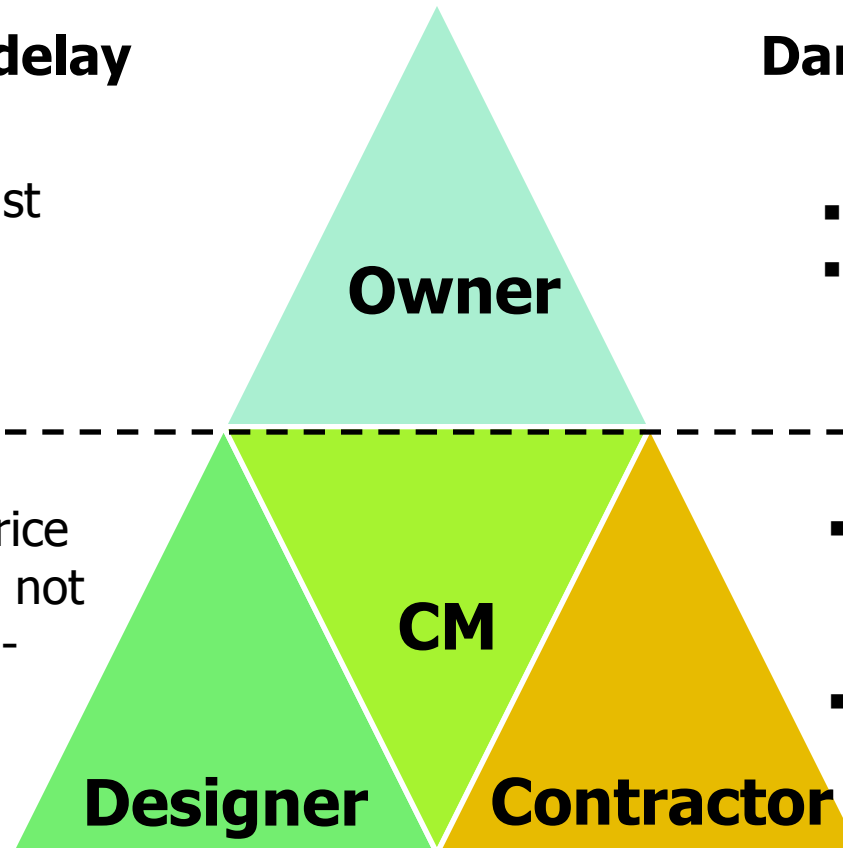 delay
st
Owner
rice
not
-
CM
Designer
Contractor